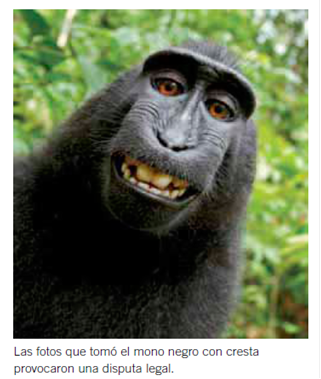 Las fotos que tomó el mono negro con cresta
provocaron una disputa legal.